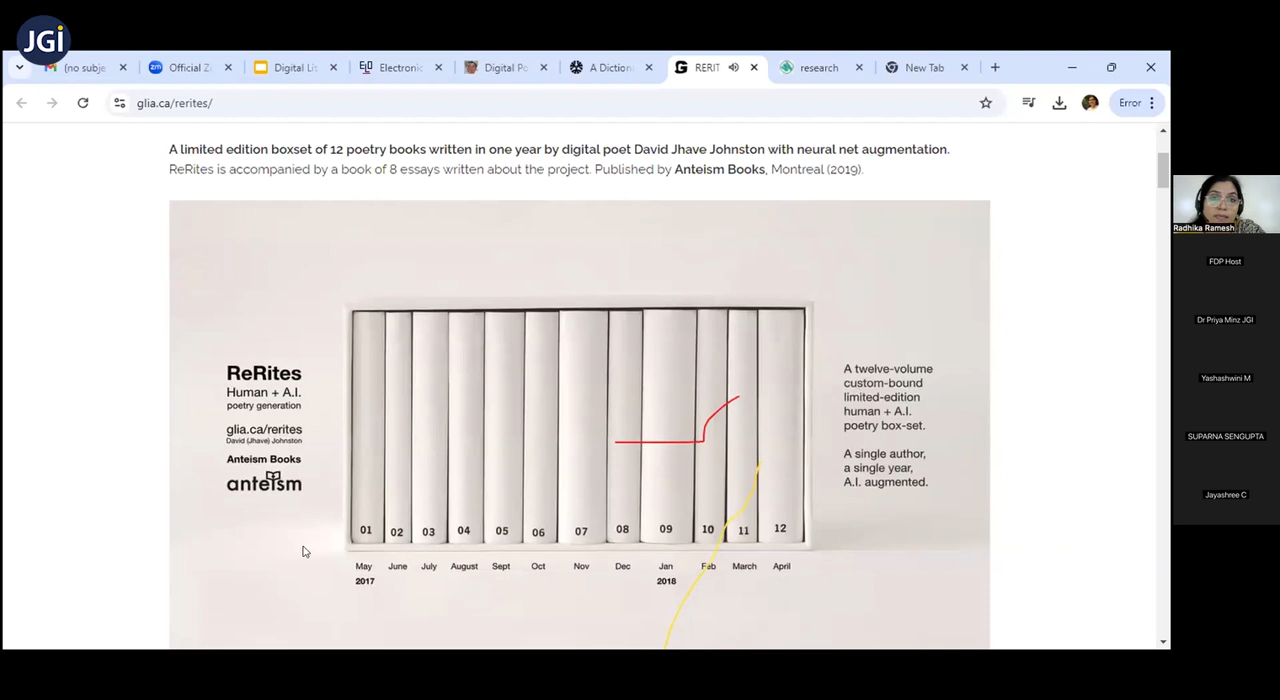 JGi
(no subje
Official Z
Digital Lit
Electronic
Digital Po
A Diction
RERIT
research
New Tab
glia.ca/rerites/
Error
A limited edition boxset of 12 poetry books written in one year by digital poet David Jhave Johnston with neural net augmentation.
ReRites is accompanied by a book of 8 essays written about the project. Published by Anteism Books, Montreal (2019).
ReRites
Human + A.I.
poetry generation
glia.ca/rerites
David (Jhave) Johnston
Anteism Books
anteism
01 02 03 04 05 06 07 08 09 10 11 12
May June July August Sept Oct Nov Dec Jan Feb March April
2017 2018
A twelve-volume
custom-bound
limited-edition
human + A.I.
poetry box-set.
A single author,
a single year,
A.I. augmented.
Radhika Ramesh
FDP Host
Dr Priya Minz JGI
Yashashwini M
SUPARNA SENGUPTA
Jayashree C